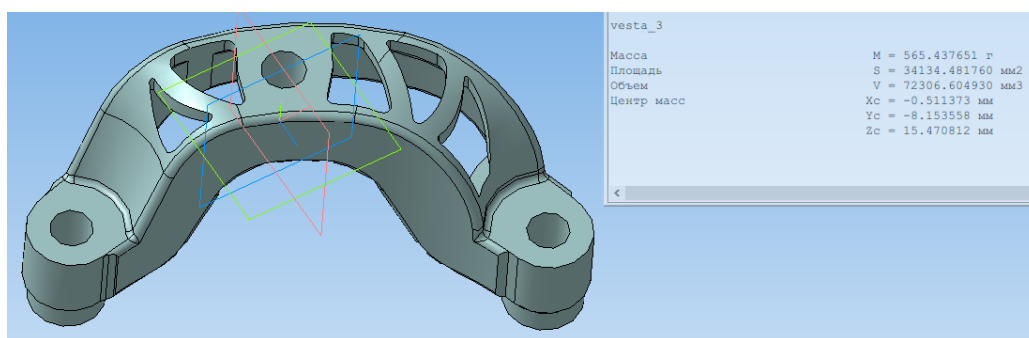 vesta_3
Масса M = 565.437651 г
Площадь S = 34134.481760 мм2
Объем V = 72306.604930 мм3
Центр масс Xc = -0.511373 мм
Yc = -8.153558 мм
Zc = 15.470812 мм